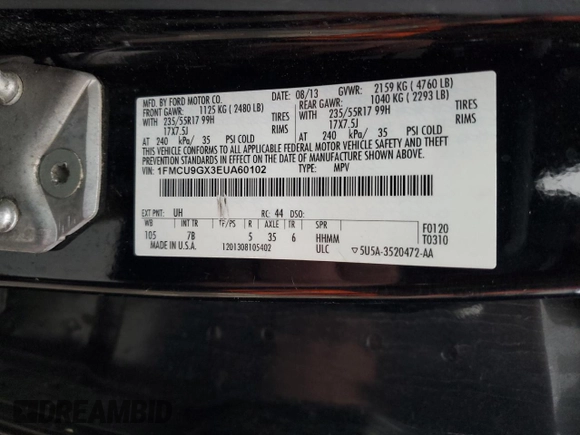 MFD. BY FORD MOTOR CO.
08/13 GVWR: 2159 KG ( 4760 LB)
FRONT GAWR: 1125 KG ( 2480 LB) REAR GAWR: 1040 KG ( 2293 LB)
WITH 235/55R17 99H TIRES WITH 235/55R17 99H TIRES
17X7.5J RIMS 17X7.5J RIMS
AT 240 kPa/ 35 PSI COLD AT 240 kPa/ 35 PSI COLD
THIS VEHICLE CONFORMS TO ALL APPLICABLE FEDERAL MOTOR VEHICLE SAFETY AND THEFT
PREVENTION STANDARDS IN EFFECT ON THE DATE OF MANUFACTURE SHOWN ABOVE.
VIN: 1FMCU9GX3EUA60102 TYPE: MPV
EXT PNT: UH RC: 44 DSO:
WB INT TR TP/PS R AXLE TR SPR F0120
105 7B 5 35 6 HHMM T0310
MADE IN U.S.A. 1201308105402 ULC 5U5A-3520472-AA
DREAMBID